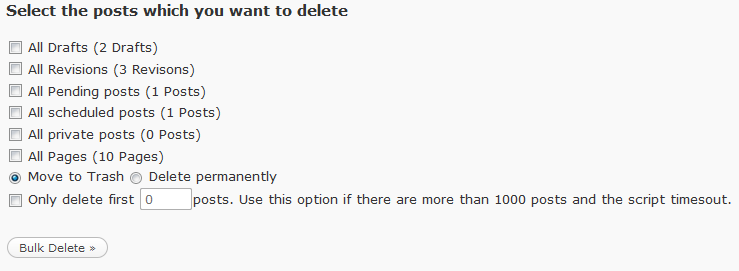 Select the posts which you want to delete
All Drafts (2 Drafts)
All Revisions (3 Revisons)
All Pending posts (1 Posts)
All scheduled posts (1 Posts)
All private posts (0 Posts)
All Pages (10 Pages)
Move to Trash Delete permanently
Only delete first 0 posts. Use this option if there are more than 1000 posts and the script timesout.
Bulk Delete »